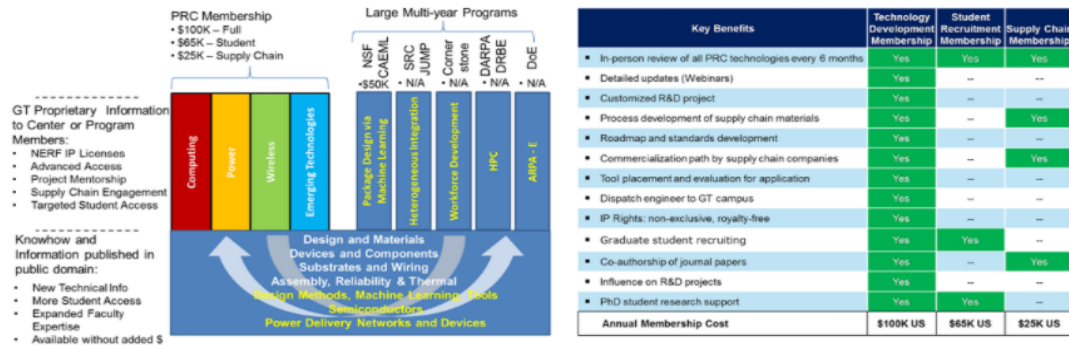 PRC Membership
• $100K – Full
• $65K – Student
• $25K – Supply Chain
Large Multi-year Programs
NSF CAEML
•$50K
SRC JUMP
• N/A
Corner stone
• N/A
DARPA DRBE
• N/A
DoE
• N/A
GT Proprietary Information
to Center or Program
Members:
• NERF IP Licenses
• Advanced Access
• Project Mentorship
• Supply Chain Engagement
• Targeted Student Access
Knowhow and
Information published in
public domain:
• New Technical Info
• More Student Access
• Expanded Faculty
Expertise
• Available without added $
Computing
Power
Wireless
Emerging Technologies
Package Design via
Machine Learning
Heterogeneous Integration
Workforce Development
HPC
ARPA - E
Design and Materials
Devices and Components
Substrates and Wiring
Assembly, Reliability & Thermal
Design Methods, Machine Learning, Tools
Semiconductors
Power Delivery Networks and Devices
Key Benefits
Technology Development Membership
Student Recruitment Membership
Supply Chain Membership
▪ In-person review of all PRC technologies every 6 months Yes Yes Yes
▪ Detailed updates (Webinars) Yes -- --
▪ Customized R&D project Yes -- --
▪ Process development of supply chain materials Yes -- Yes
▪ Roadmap and standards development Yes -- --
▪ Commercialization path by supply chain companies Yes -- Yes
▪ Tool placement and evaluation for application Yes -- --
▪ Dispatch engineer to GT campus Yes -- --
▪ IP Rights: non-exclusive, royalty-free Yes -- --
▪ Graduate student recruiting Yes Yes --
▪ Co-authorship of journal papers Yes -- Yes
▪ Influence on R&D projects Yes -- --
▪ PhD student research support Yes Yes --
Annual Membership Cost $100K US $65K US $25K US